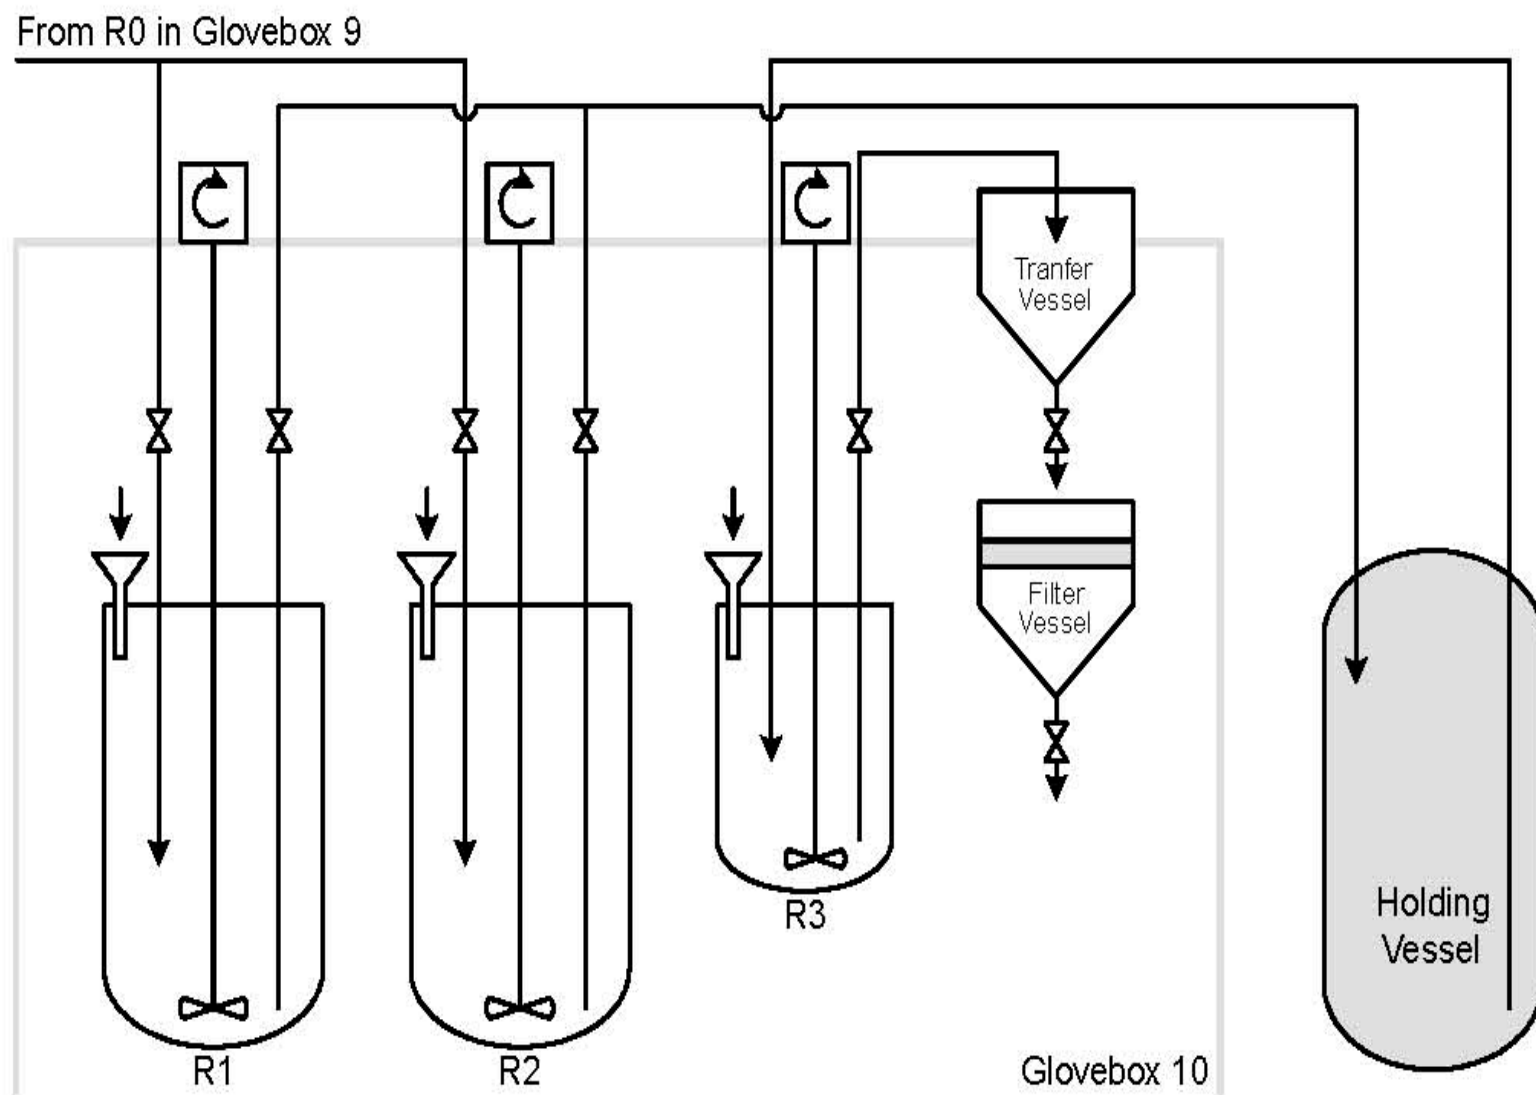 From R0 in Glovebox 9
Tranfer
Vessel
Filter
Vessel
R3
Holding
Vessel
R1
R2
Glovebox 10